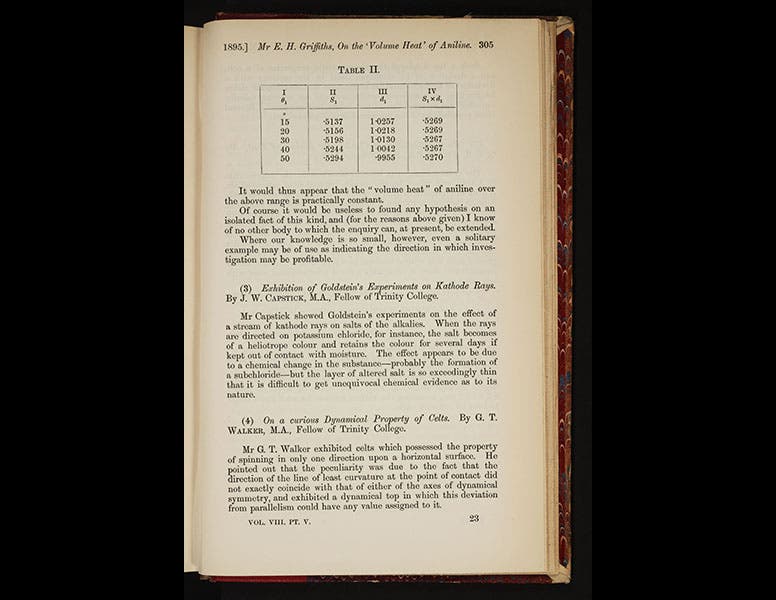 1895.] Mr E. H. Griffiths, On the 'Volume Heat' of Aniline. 305
TABLE II.
I II III IV
θ₁ S₁ d₁ S₁ × d₁
°
15 ·5137 1·0257 ·5269
20 ·5156 1·0218 ·5269
30 ·5198 1·0130 ·5267
40 ·5244 1·0042 ·5267
50 ·5294 ·9955 ·5270
It would thus appear that the "volume heat" of aniline over
the above range is practically constant.
Of course it would be useless to found any hypothesis on an
isolated fact of this kind, and (for the reasons above given) I know
of no other body to which the enquiry can, at present, be extended.
Where our knowledge is so small, however, even a solitary
example may be of use as indicating the direction in which inves-
tigation may be profitable.
(3) Exhibition of Goldstein's Experiments on Kathode Rays.
By J. W. CAPSTICK, M.A., Fellow of Trinity College.
Mr Capstick shewed Goldstein's experiments on the effect of
a stream of kathode rays on salts of the alkalies. When the rays
are directed on potassium chloride, for instance, the salt becomes
of a heliotrope colour and retains the colour for several days if
kept out of contact with moisture. The effect appears to be due
to a chemical change in the substance—probably the formation of
a subchloride—but the layer of altered salt is so exceedingly thin
that it is difficult to get unequivocal chemical evidence as to its
nature.
(4) On a curious Dynamical Property of Celts. By G. T.
WALKER, M.A., Fellow of Trinity College.
Mr G. T. Walker exhibited celts which possessed the property
of spinning in only one direction upon a horizontal surface. He
pointed out that the peculiarity was due to the fact that the
direction of the line of least curvature at the point of contact did
not exactly coincide with that of either of the axes of dynamical
symmetry, and exhibited a dynamical top in which this deviation
from parallelism could have any value assigned to it.
VOL. VIII. PT. V. 23